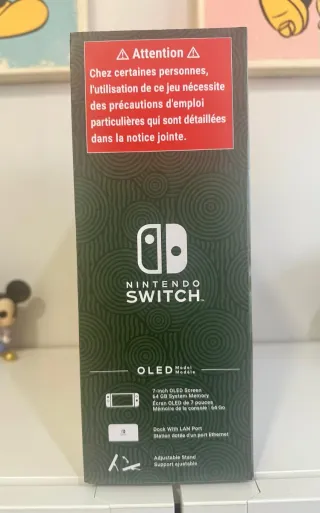 ⚠ Attention ⚠
Chez certaines personnes,
l'utilisation de ce jeu nécessite
des précautions d'emploi
particulières qui sont détaillées
dans la notice jointe.
NINTENDO
SWITCH™
OLED Model
Modèle
7-inch OLED Screen
64 GB System Memory
Écran OLED de 7 pouces
Mémoire de la console : 64 Go
Dock With LAN Port
Station dotée d'un port Ethernet
Adjustable Stand
Support ajustable